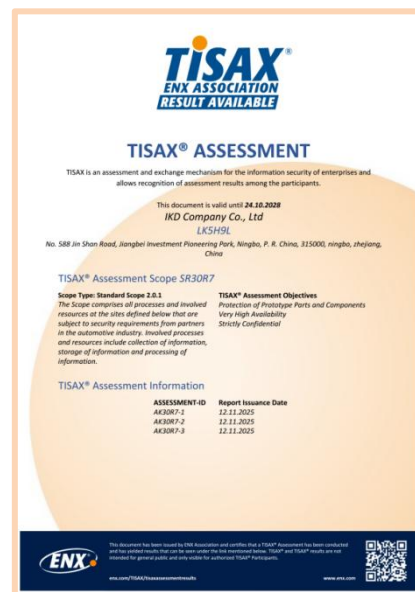 TiSAX®
ENX ASSOCIATION
RESULT AVAILABLE
TISAX® ASSESSMENT
TISAX is an assessment and exchange mechanism for the information security of enterprises and
allows recognition of assessment results among the participants.
This document is valid until 24.10.2028
IKD Company Co., Ltd
LK5H9L
No. 588 Jin Shan Road, Jiangbei Investment Pioneering Park, Ningbo, P. R. China, 315000, ningbo, zhejiang,
China
TISAX® Assessment Scope SR30R7
Scope Type: Standard Scope 2.0.1
The Scope comprises all processes and involved
resources at the sites defined below that are
subject to security requirements from partners
in the automotive industry. Involved processes
and resources include collection of information,
storage of information and processing of
information.
TISAX® Assessment Objectives
Protection of Prototype Parts and Components
Very High Availability
Strictly Confidential
TISAX® Assessment Information
ASSESSMENT-ID Report Issuance Date
AK30R7-1 12.11.2025
AK30R7-2 12.11.2025
AK30R7-3 12.11.2025
ENX
This document has been issued by ENX Association and certifies that a TISAX® Assessment has been conducted
and has yielded results that can be seen under the link mentioned below. TISAX® and TISAX® results are not
intended for general public and only visible for authorized TISAX® Participants.
enx.com/TISAX/tisaxassessmentresults www.enx.com